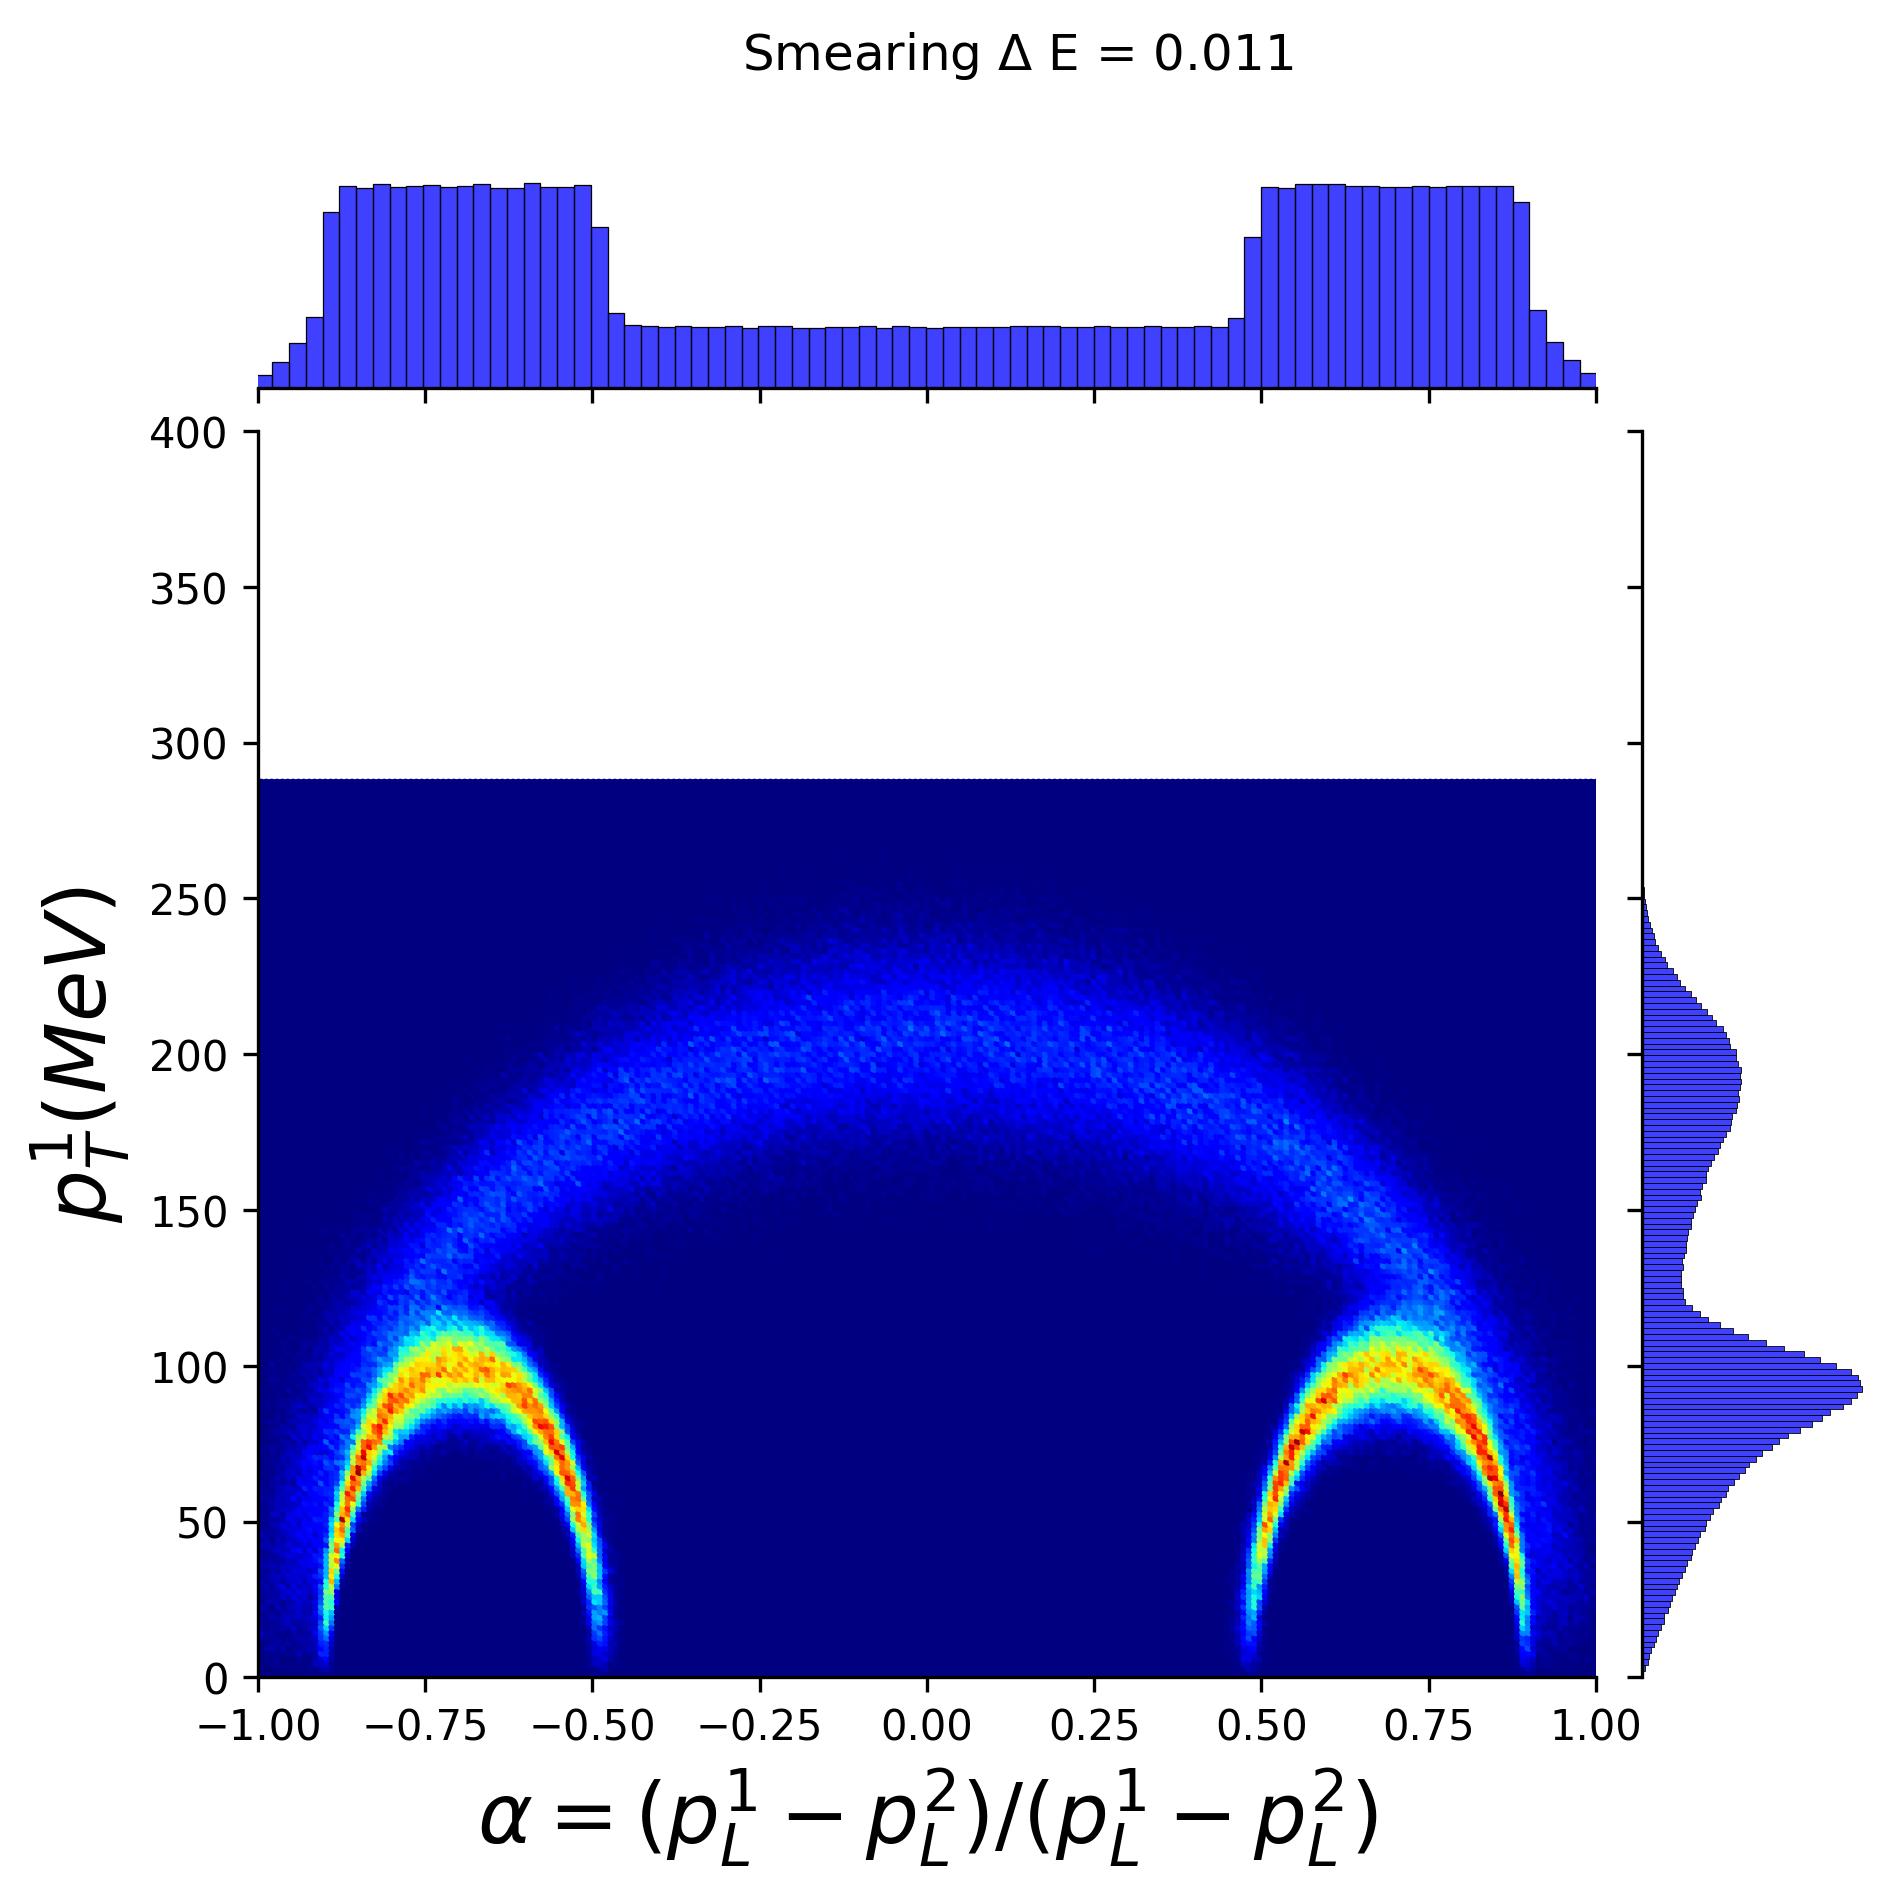 Smearing Δ E = 0.011
400
350
300
250
200
150
100
50
0
p_T^1(MeV)
−1.00 −0.75 −0.50 −0.25 0.00 0.25 0.50 0.75 1.00
α = (p_L^1 − p_L^2)/(p_L^1 − p_L^2)